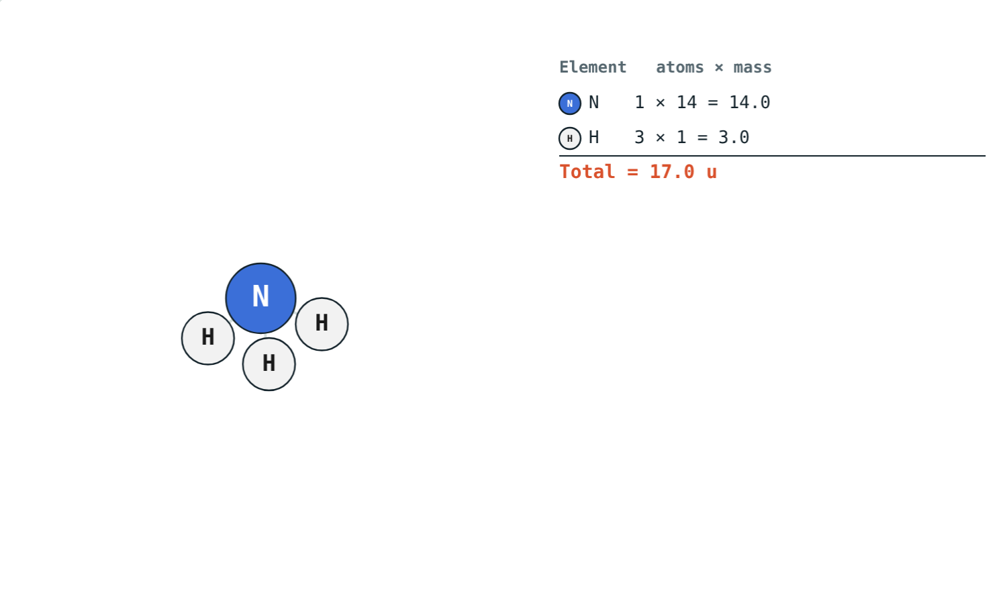 Element atoms × mass
N N 1 × 14 = 14.0
H H 3 × 1 = 3.0
Total = 17.0 u
N
H
H
H